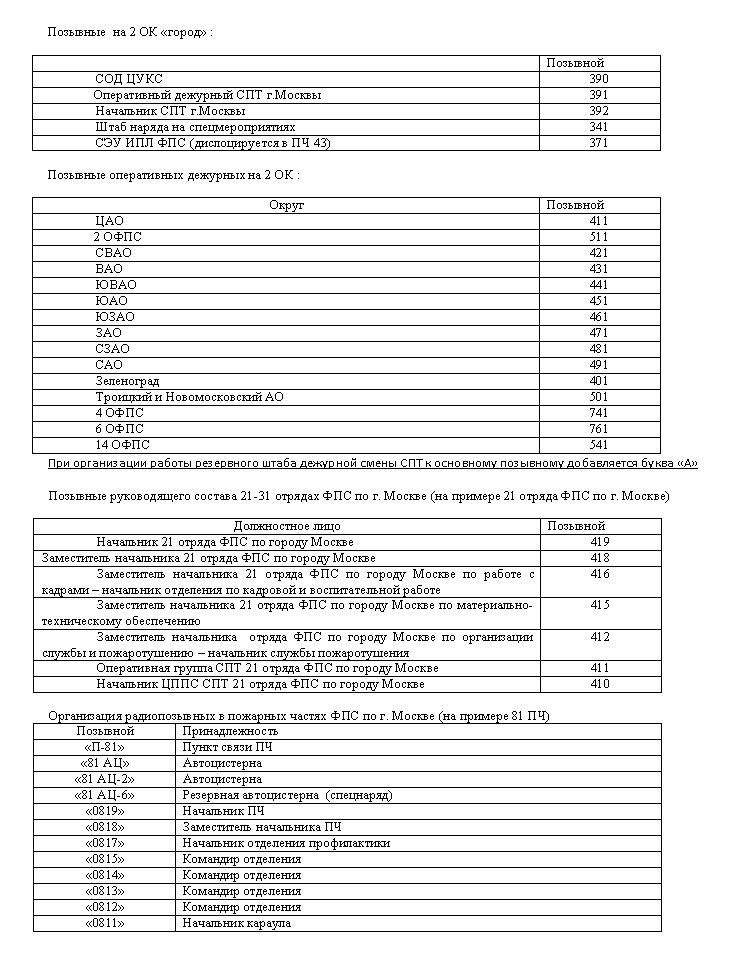 Позывные на 2 ОК «город» :
Позывной
СОД ЦУКС 390
Оперативный дежурный СПТ г.Москвы 391
Начальник СПТ г.Москвы 392
Штаб наряда на спецмероприятиях 341
СЭУ ИПЛ ФПС (дислоцируется в ПЧ 43) 371
Позывные оперативных дежурных на 2 ОК :
Округ Позывной
ЦАО 411
2 ОФПС 511
СВАО 421
ВАО 431
ЮВАО 441
ЮАО 451
ЮЗАО 461
ЗАО 471
СЗАО 481
САО 491
Зеленоград 401
Троицкий и Новомосковский АО 501
4 ОФПС 741
6 ОФПС 761
14 ОФПС 541
При организации работы резервного штаба дежурной смены СПТ к основному позывному добавляется буква «А»
Позывные руководящего состава 21-31 отрядах ФПС по г. Москве (на примере 21 отряда ФПС по г. Москве)
Должностное лицо Позывной
Начальник 21 отряда ФПС по городу Москве 419
Заместитель начальника 21 отряда ФПС по городу Москве 418
Заместитель начальника 21 отряда ФПС по городу Москве по работе с 416
кадрами – начальник отделения по кадровой и воспитательной работе
Заместитель начальника 21 отряда ФПС по городу Москве по материально- 415
техническому обеспечению
Заместитель начальника отряда ФПС по городу Москве по организации 412
службы и пожаротушению – начальник службы пожаротушения
Оперативная группа СПТ 21 отряда ФПС по городу Москве 411
Начальник ЦППС СПТ 21 отряда ФПС по городу Москве 410
Организация радиопозывных в пожарных частях ФПС по г. Москве (на примере 81 ПЧ)
Позывной Принадлежность
«П-81» Пункт связи ПЧ
«81 АЦ» Автоцистерна
«81 АЦ-2» Автоцистерна
«81 АЦ-6» Резервная автоцистерна (спецнаряд)
«0819» Начальник ПЧ
«0818» Заместитель начальника ПЧ
«0817» Начальник отделения профилактики
«0815» Командир отделения
«0814» Командир отделения
«0813» Командир отделения
«0812» Командир отделения
«0811» Начальник караула